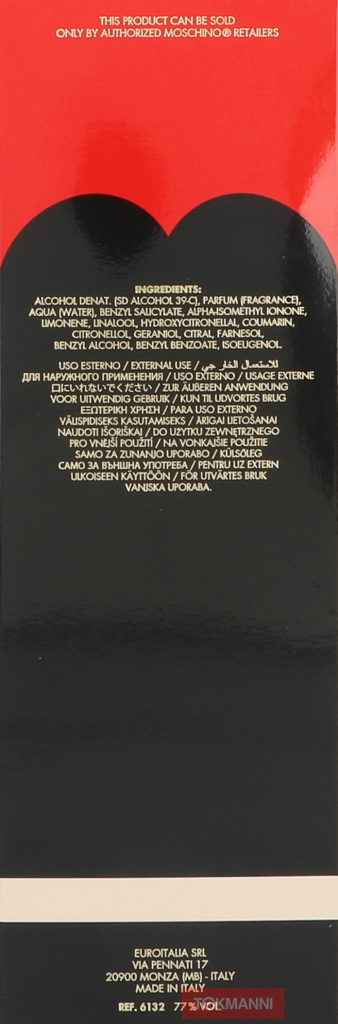 THIS PRODUCT CAN BE SOLD
ONLY BY AUTHORIZED MOSCHINO® RETAILERS
INGREDIENTS:
ALCOHOL DENAT. (SD ALCOHOL 39-C), PARFUM (FRAGRANCE),
AQUA (WATER), BENZYL SALICYLATE, ALPHA-ISOMETHYL IONONE,
LIMONENE, LINALOOL, HYDROXYCITRONELLAL, COUMARIN,
CITRONELLOL, GERANIOL, CITRAL, FARNESOL,
BENZYL ALCOHOL, BENZYL BENZOATE, ISOEUGENOL.
USO ESTERNO / EXTERNAL USE / للاستعمال الخارجي
ДЛЯ НАРУЖНОГО ПРИМЕНЕНИЯ / USO EXTERNO / USAGE EXTERNE
口にいれないでください / ZUR ÄUßEREN ANWENDUNG
VOOR UITWENDIG GEBRUIK / KUN TIL UDVORTES BRUG
ΕΞΩΤΕΡΙΚΗ ΧΡΗΣΗ / PARA USO EXTERNO
VÄLISPIDISEKS KASUTAMISEKS / ĀRĪGAI LIETOŠANAI
NAUDOTI IŠORIŠKAI / DO UŻYTKU ZEWNĘTRZNEGO
PRO VNĚJŠÍ POUŽITÍ / NA VONKAJŠIE POUŽITIE
SAMO ZA ZUNANJO UPORABO / KÜLSŐLEG
САМО ЗА ВЪНШНА УПОТРЕБА / PENTRU UZ EXTERN
ULKOISEEN KÄYTTÖÖN / FÖR UTVÄRTES BRUK
VANJSKA UPORABA.
EUROITALIA SRL
VIA PENNATI 17
20900 MONZA (MB) - ITALY
MADE IN ITALY
REF. 6132 77% VOL.
TOKMANNI